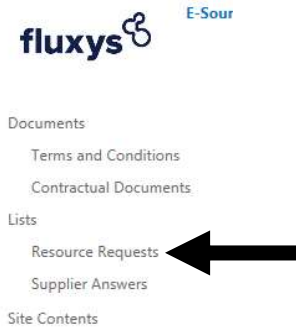 E-Sour
fluxys
Documents
Terms and Conditions
Contractual Documents
Lists
Resource Requests
Supplier Answers
Site Contents